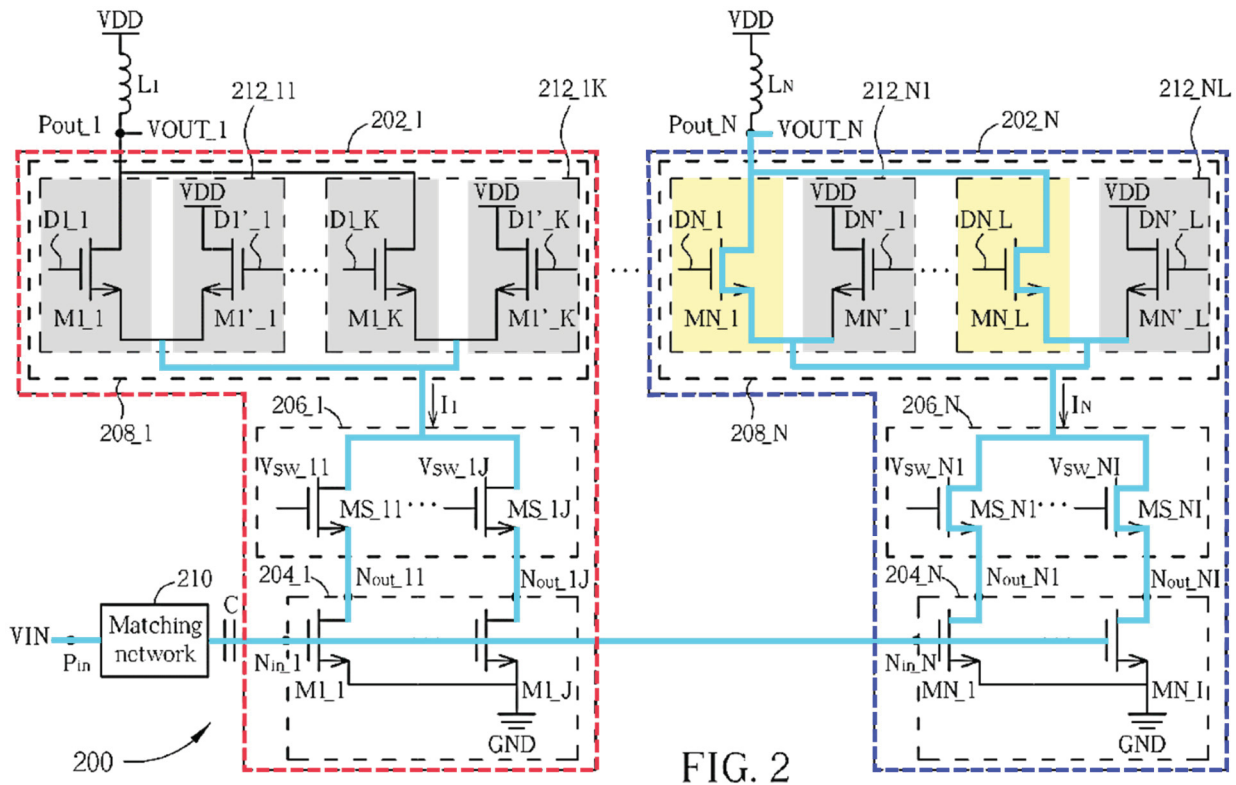 VDD VDD
L1 212_11 212_1K LN 212_N1 212_NL
Pout_1 VOUT_1 202_1 Pout_N VOUT_N 202_N
VDD VDD VDD VDD
D1_1 D1'_1 D1_K D1'_K DN_1 DN'_1 DN_L DN'_L
... ... ...
M1_1 M1'_1 M1_K M1'_K MN_1 MN'_1 MN_L MN'_L
208_1 206_1 I1 208_N 206_N IN
VSW_11 VSW_1J VSW_N1 VSW_NI
MS_11 ... MS_1J MS_N1 ... MS_NI
210 204_1 Nout_11 Nout_1J 204_N Nout_N1 Nout_NI
C
VIN Matching ... ...
Pin network Nin_1 Nin_N
M1_1 M1_J MN_1 MN_I
200 GND GND
FIG. 2